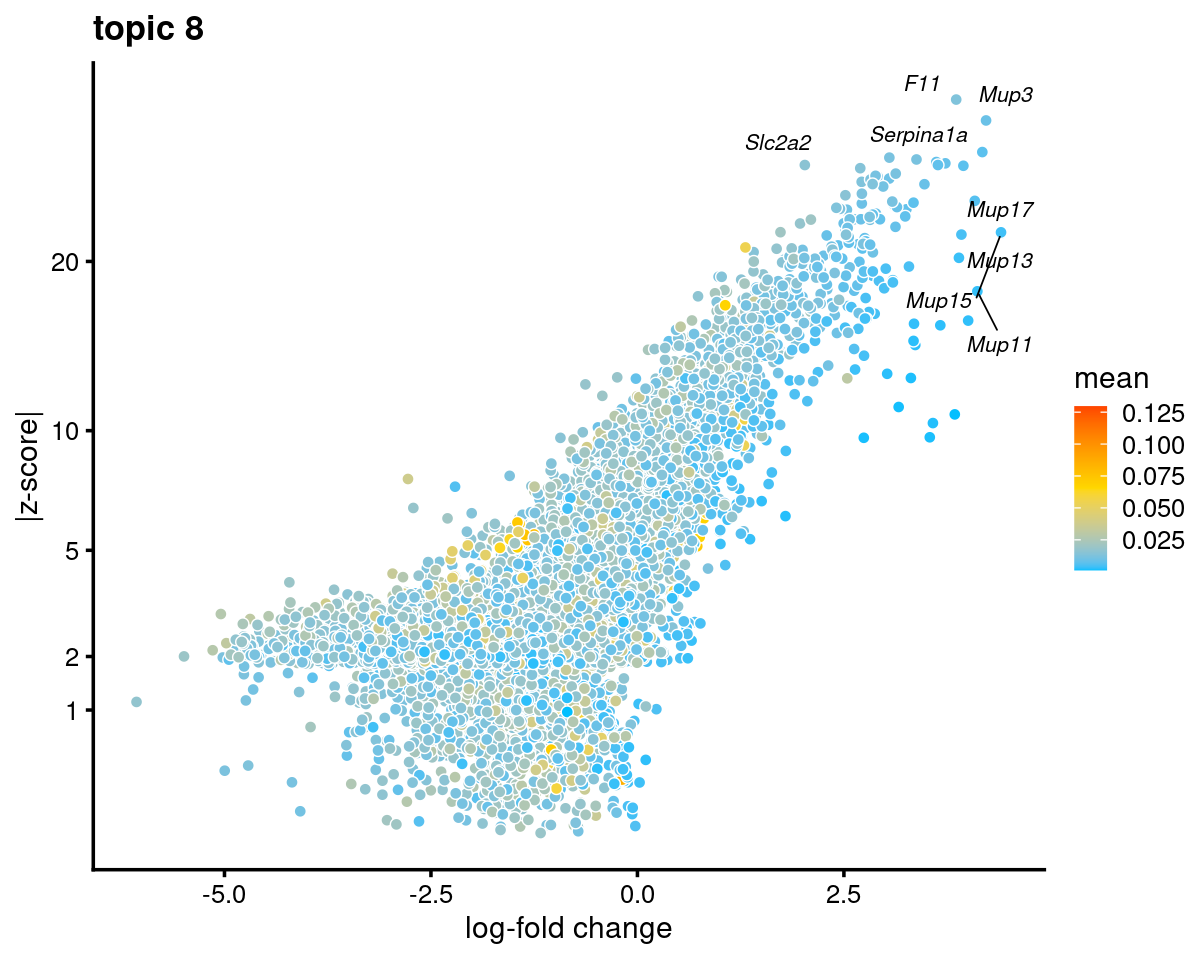 topic 8
F11
Mup3
Serpina1a
Slc2a2
Mup17
Mup13
Mup15
Mup11
|z-score|
20
10
5
2
1
-5.0
-2.5
0.0
2.5
log-fold change
mean
0.125
0.100
0.075
0.050
0.025